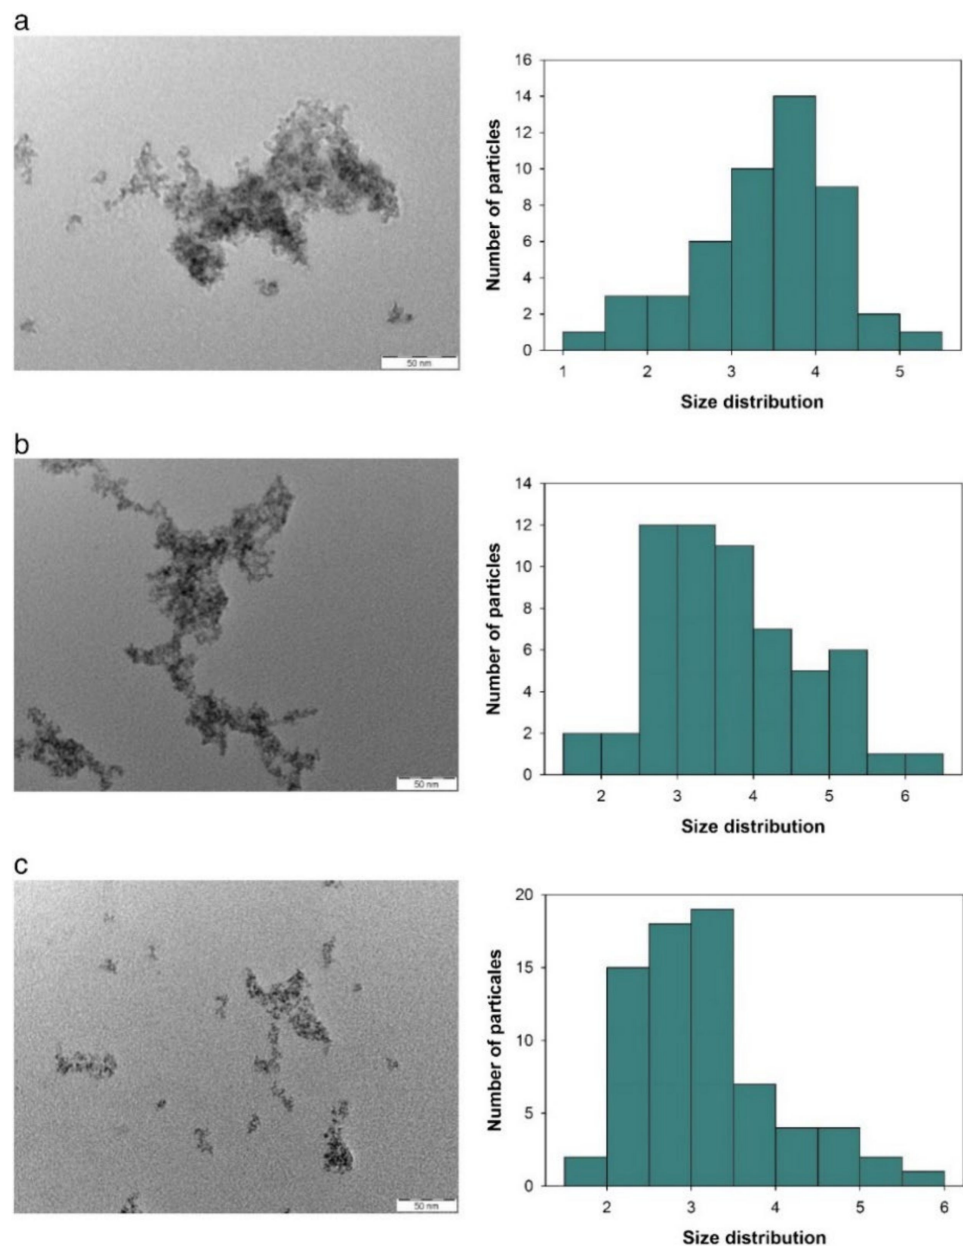 a
50 nm
16
14
12
10
8
6
4
2
0
Number of particles
1 2 3 4 5
Size distribution
b
50 nm
14
12
10
8
6
4
2
0
Number of particles
2 3 4 5 6
Size distribution
c
50 nm
20
15
10
5
0
Number of particales
2 3 4 5 6
Size distribution